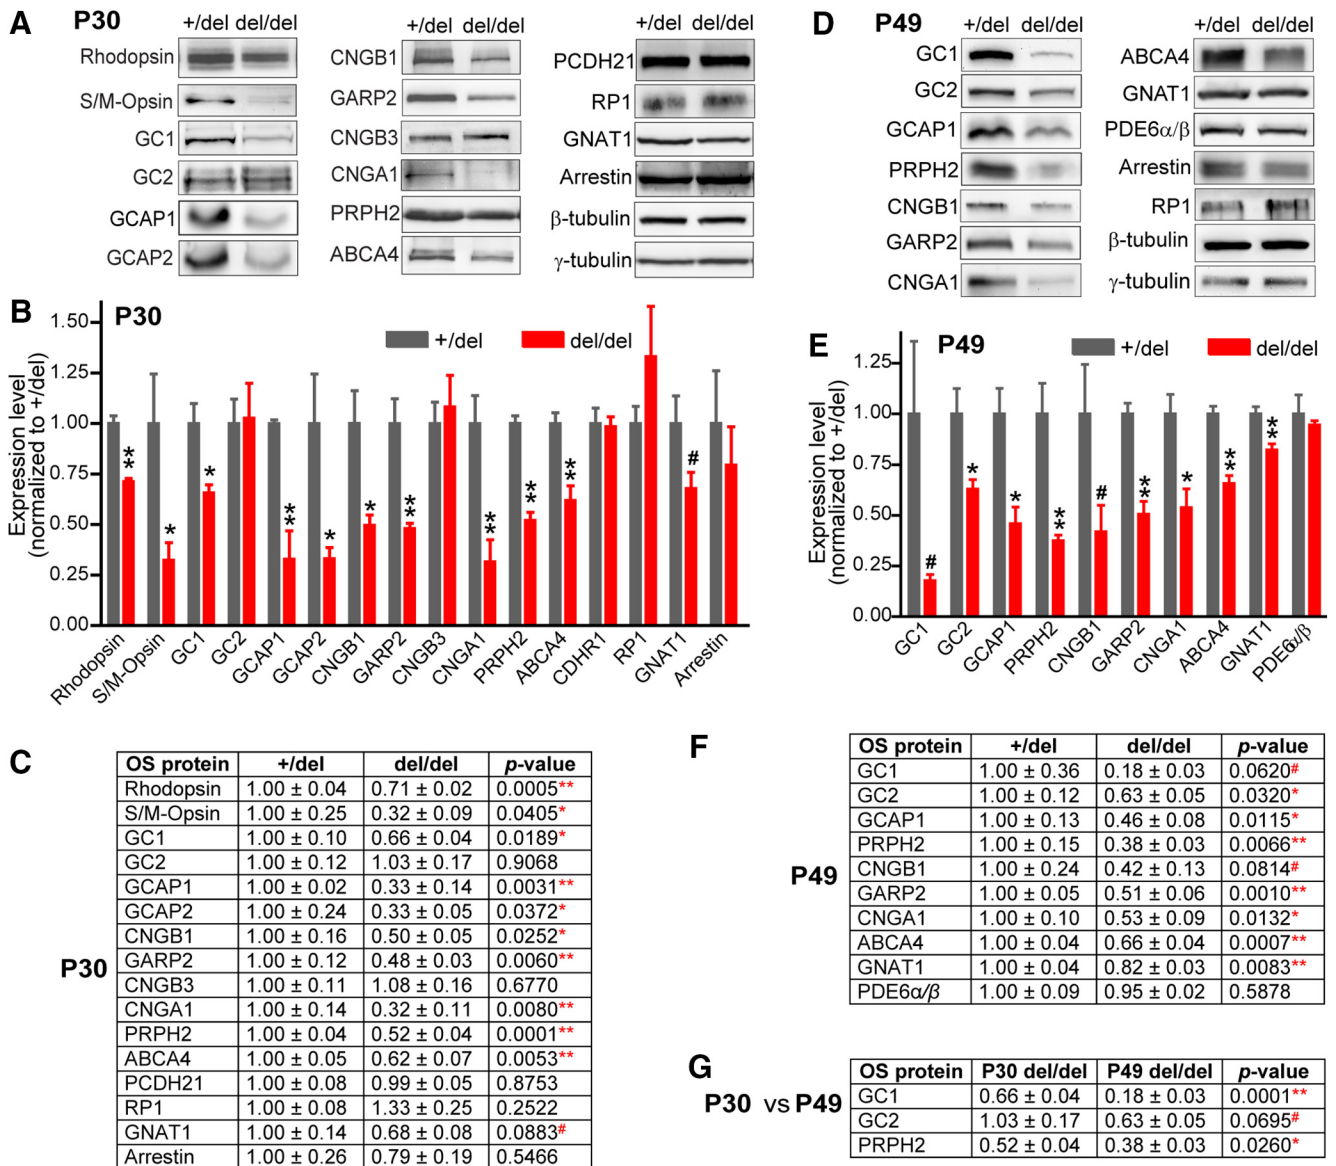 A P30
+/del del/del
Rhodopsin
S/M-Opsin
GC1
GC2
GCAP1
GCAP2
CNGB1
GARP2
CNGB3
CNGA1
PRPH2
ABCA4
+/del del/del
PCDH21
RP1
GNAT1
Arrestin
β-tubulin
γ-tubulin
+/del del/del
D P49
+/del del/del
GC1
GC2
GCAP1
PRPH2
CNGB1
GARP2
CNGA1
+/del del/del
ABCA4
GNAT1
PDE6α/β
Arrestin
RP1
β-tubulin
γ-tubulin
B P30
Expression level
(normalized to +/del)
1.50
1.25
1.00
0.75
0.50
0.25
0.00
+/del del/del
** * * ** * * ** ** ** ** #
Rhodopsin S/M-Opsin GC1 GC2 GCAP1 GCAP2 CNGB1 GARP2 CNGB3 CNGA1 PRPH2 ABCA4 CDHR1 RP1 GNAT1 Arrestin
E P49
Expression level
(normalized to +/del)
1.25
1.00
0.75
0.50
0.25
0.00
+/del del/del
# * * ** # ** * ** **
GC1 GC2 GCAP1 PRPH2 CNGB1 GARP2 CNGA1 ABCA4 GNAT1 PDE6α/β
C
P30
OS protein +/del del/del p-value
Rhodopsin 1.00 ± 0.04 0.71 ± 0.02 0.0005**
S/M-Opsin 1.00 ± 0.25 0.32 ± 0.09 0.0405*
GC1 1.00 ± 0.10 0.66 ± 0.04 0.0189*
GC2 1.00 ± 0.12 1.03 ± 0.17 0.9068
GCAP1 1.00 ± 0.02 0.33 ± 0.14 0.0031**
GCAP2 1.00 ± 0.24 0.33 ± 0.05 0.0372*
CNGB1 1.00 ± 0.16 0.50 ± 0.05 0.0252*
GARP2 1.00 ± 0.12 0.48 ± 0.03 0.0060**
CNGB3 1.00 ± 0.11 1.08 ± 0.16 0.6770
CNGA1 1.00 ± 0.14 0.32 ± 0.11 0.0080**
PRPH2 1.00 ± 0.04 0.52 ± 0.04 0.0001**
ABCA4 1.00 ± 0.05 0.62 ± 0.07 0.0053**
PCDH21 1.00 ± 0.08 0.99 ± 0.05 0.8753
RP1 1.00 ± 0.08 1.33 ± 0.25 0.2522
GNAT1 1.00 ± 0.14 0.68 ± 0.08 0.0883#
Arrestin 1.00 ± 0.26 0.79 ± 0.19 0.5466
F
P49
OS protein +/del del/del p-value
GC1 1.00 ± 0.36 0.18 ± 0.03 0.0620#
GC2 1.00 ± 0.12 0.63 ± 0.05 0.0320*
GCAP1 1.00 ± 0.13 0.46 ± 0.08 0.0115*
PRPH2 1.00 ± 0.15 0.38 ± 0.03 0.0066**
CNGB1 1.00 ± 0.24 0.42 ± 0.13 0.0814#
GARP2 1.00 ± 0.05 0.51 ± 0.06 0.0010**
CNGA1 1.00 ± 0.10 0.53 ± 0.09 0.0132*
ABCA4 1.00 ± 0.04 0.66 ± 0.04 0.0007**
GNAT1 1.00 ± 0.04 0.82 ± 0.03 0.0083**
PDE6α/β 1.00 ± 0.09 0.95 ± 0.02 0.5878
G
P30 vs P49
OS protein P30 del/del P49 del/del p-value
GC1 0.66 ± 0.04 0.18 ± 0.03 0.0001**
GC2 1.03 ± 0.17 0.63 ± 0.05 0.0695#
PRPH2 0.52 ± 0.04 0.38 ± 0.03 0.0260*